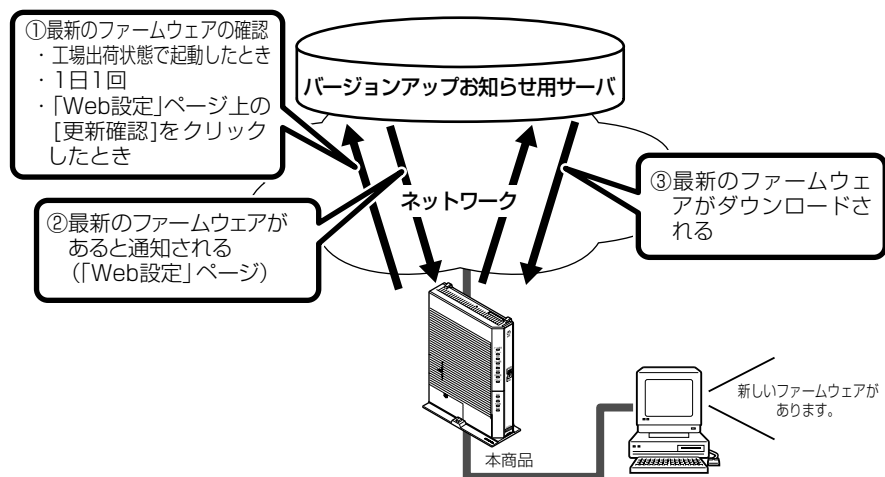 ①最新のファームウェアの確認
・工場出荷状態で起動したとき
・1日1回
・「Web設定」ページ上の
[更新確認]をクリック
したとき
バージョンアップお知らせ用サーバ
②最新のファームウェアが
あると通知される
(「Web設定」ページ)
ネットワーク
③最新のファームウェ
アがダウンロードさ
れる
新しいファームウェアが
あります。
本商品